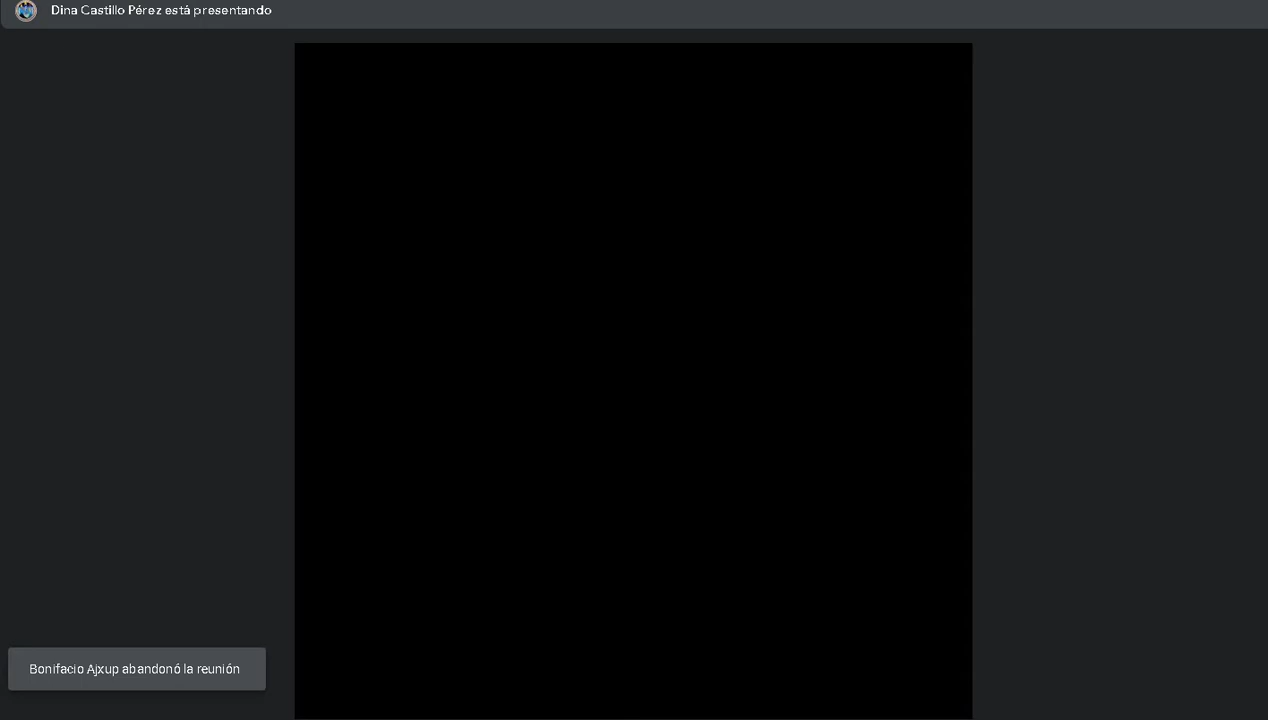 Dina Castillo Pérez está presentando
Bonifacio Ajxup abandonó la reunión